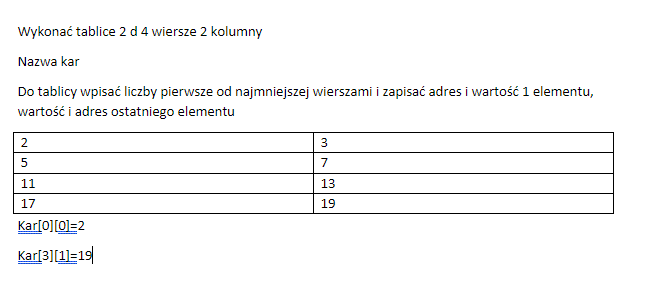 Wykonać tablice 2 d 4 wiersze 2 kolumny
Nazwa kar
Do tablicy wpisać liczby pierwsze od najmniejszej wierszami i zapisać adres i wartość 1 elementu,
wartość i adres ostatniego elementu
2 3
5 7
11 13
17 19
Kar[0][0]=2
Kar[3][1]=19